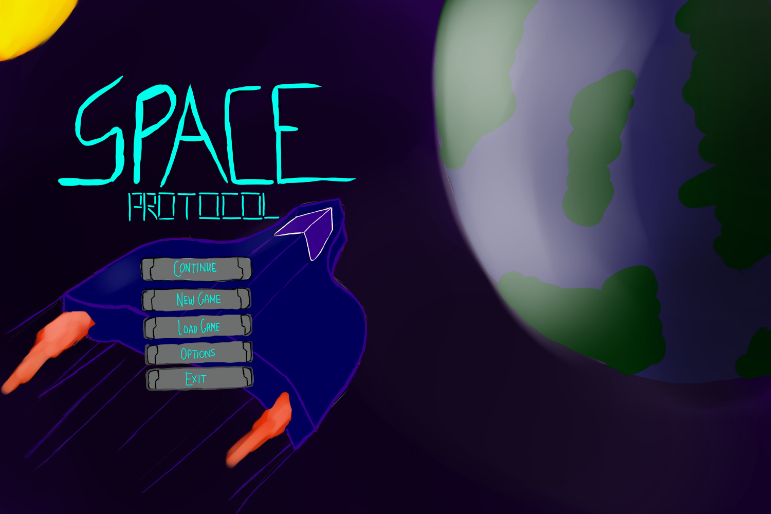 SPACE
PROTOCOL
CONTINUE
NEW GAME
LOAD GAME
OPTIONS
EXIT